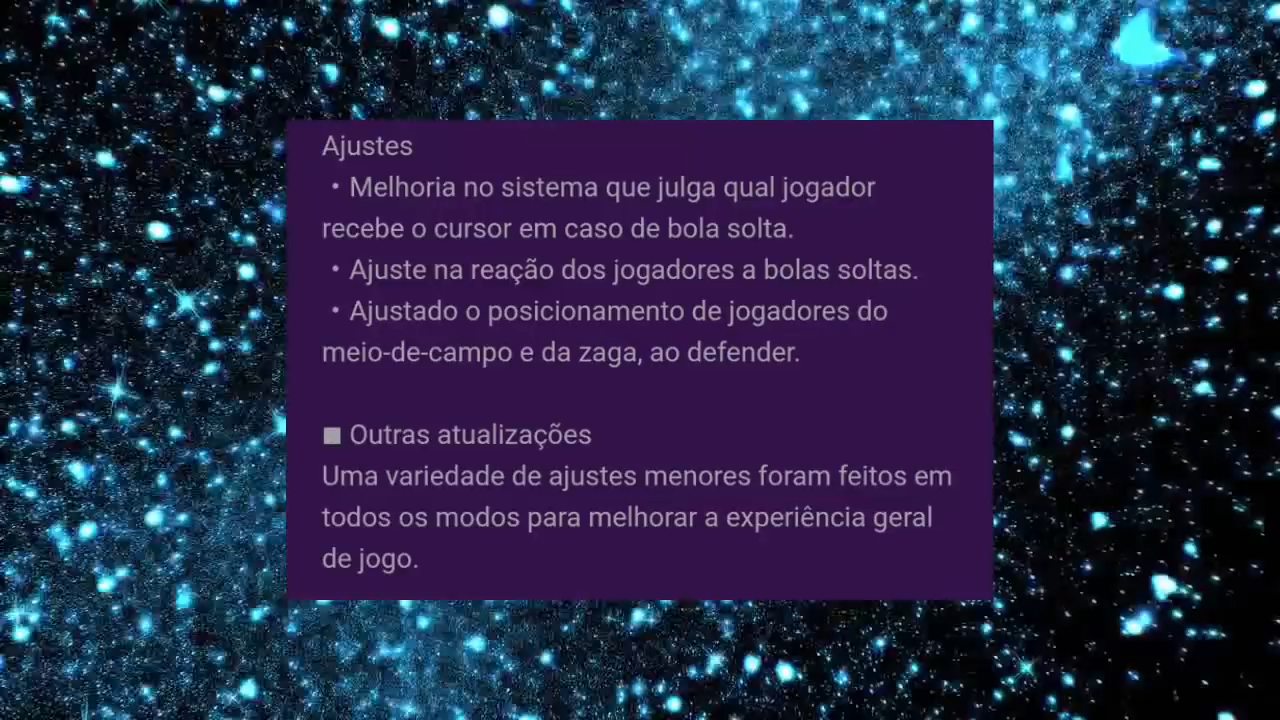 Ajustes
・Melhoria no sistema que julga qual jogador
recebe o cursor em caso de bola solta.
・Ajuste na reação dos jogadores a bolas soltas.
・Ajustado o posicionamento de jogadores do
meio-de-campo e da zaga, ao defender.
■ Outras atualizações
Uma variedade de ajustes menores foram feitos em
todos os modos para melhorar a experiência geral
de jogo.